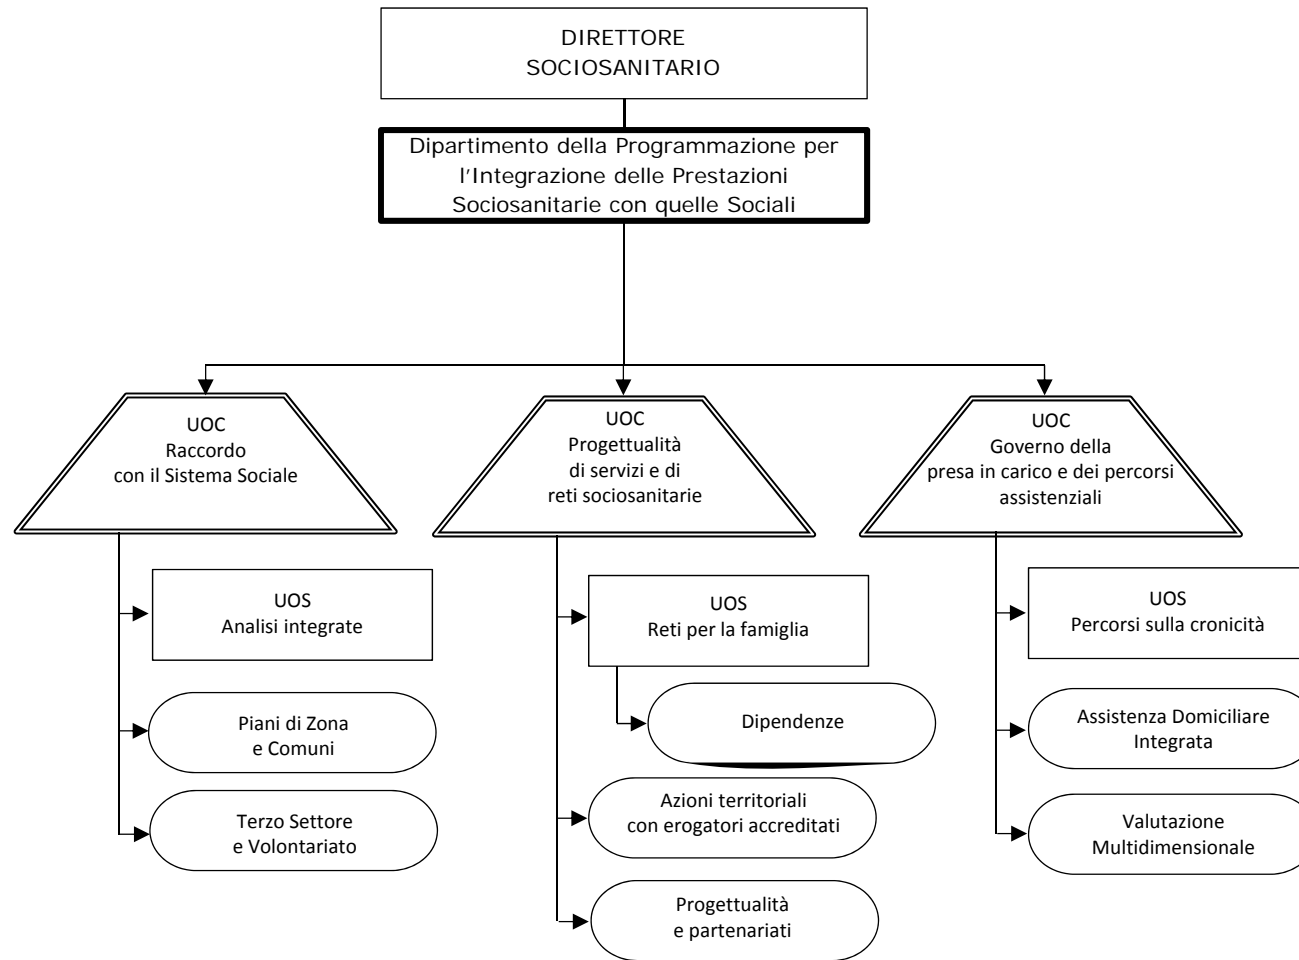 DIRETTORE
SOCIOSANITARIO
Dipartimento della Programmazione per
l'Integrazione delle Prestazioni
Sociosanitarie con quelle Sociali
UOC
Raccordo
con il Sistema Sociale
UOC
Progettualità
di servizi e di
reti sociosanitarie
UOC
Governo della
presa in carico e dei percorsi
assistenziali
UOS
Analisi integrate
Piani di Zona
e Comuni
Terzo Settore
e Volontariato
UOS
Reti per la famiglia
Dipendenze
Azioni territoriali
con erogatori accreditati
Progettualità
e partenariati
UOS
Percorsi sulla cronicità
Assistenza Domiciliare
Integrata
Valutazione
Multidimensionale